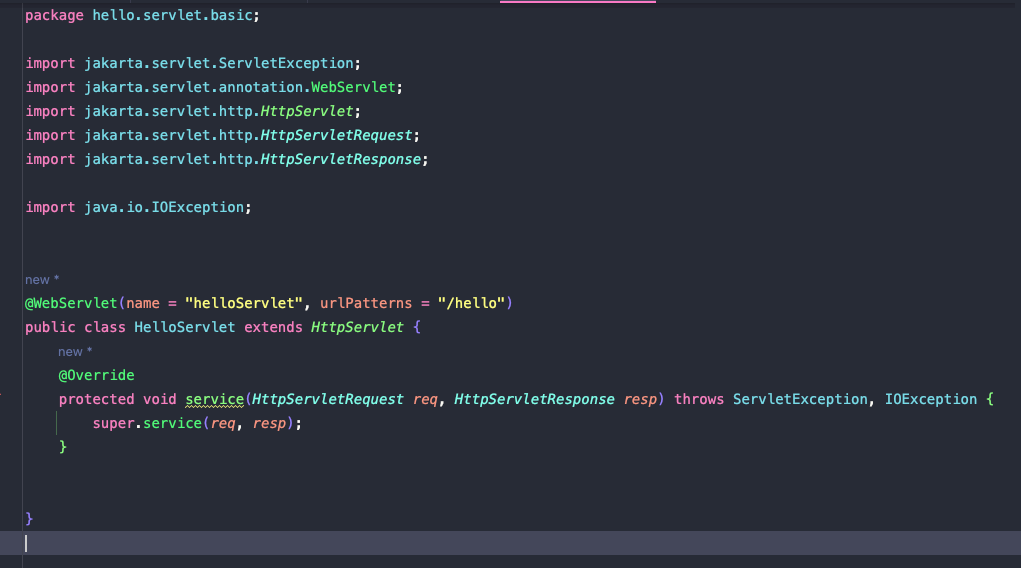 package hello.servlet.basic;
import jakarta.servlet.ServletException;
import jakarta.servlet.annotation.WebServlet;
import jakarta.servlet.http.HttpServlet;
import jakarta.servlet.http.HttpServletRequest;
import jakarta.servlet.http.HttpServletResponse;
import java.io.IOException;
new *
@WebServlet(name = "helloServlet", urlPatterns = "/hello")
public class HelloServlet extends HttpServlet {
new *
@Override
protected void service(HttpServletRequest req, HttpServletResponse resp) throws ServletException, IOException {
super.service(req, resp);
}
}